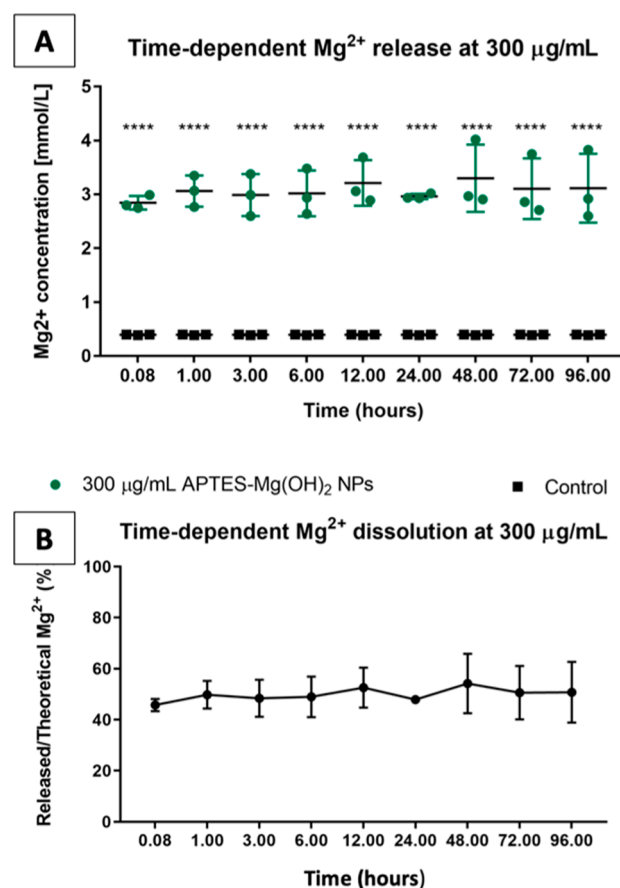 A
Time-dependent Mg²⁺ release at 300 μg/mL
Mg2+ concentration [mmol/L]
5
4
3
2
1
0
**** **** **** **** **** **** **** **** ****
0.08 1.00 3.00 6.00 12.00 24.00 48.00 72.00 96.00
Time (hours)
300 μg/mL APTES-Mg(OH)₂ NPs
Control
B
Time-dependent Mg²⁺ dissolution at 300 μg/mL
Released/Theoretical Mg²⁺ (%
100
80
60
40
20
0
0.08 1.00 3.00 6.00 12.00 24.00 48.00 72.00 96.00
Time (hours)